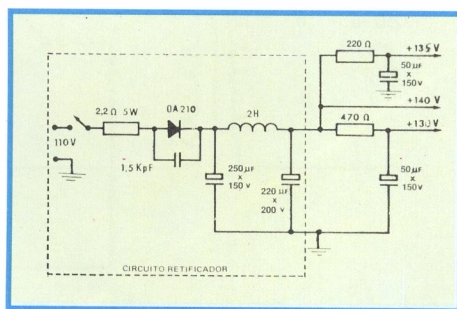 220 Ω
+135 V
50 µF
x
150 v
+140 V
2,2 Ω 5W
OA 210
2H
470 Ω
+130 V
110 V
1,5 KpF
250 µF
x
150 v
220 µF
x
200 v
50 µF
x
150 v
CIRCUITO RETIFICADOR